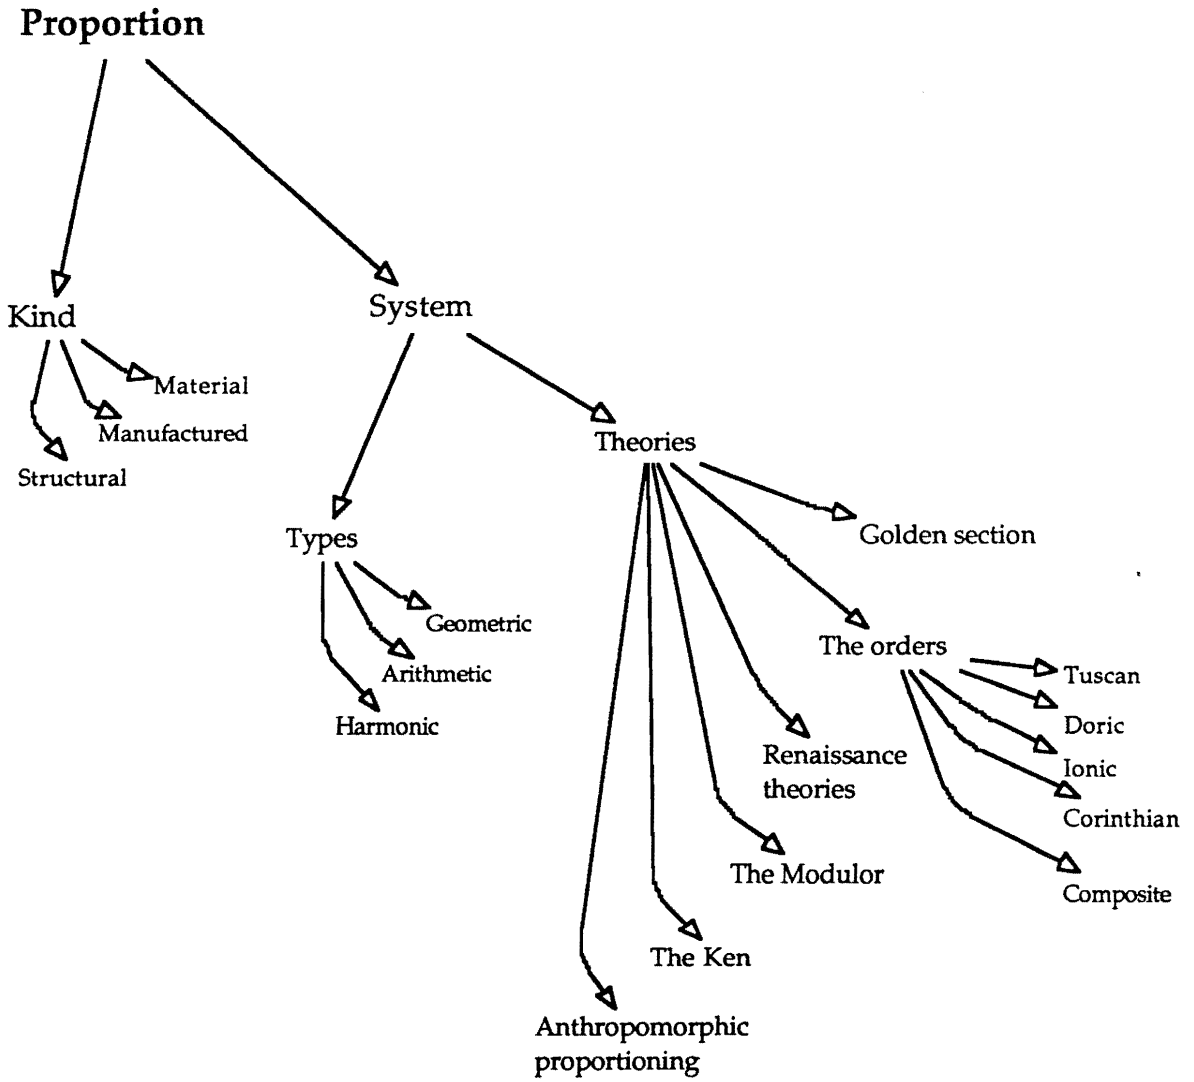 Proportion
System
Kind
Material
Manufactured
Structural
Theories
Types
Golden section
Geometric
Arithmetic
Harmonic
The orders
Tuscan
Doric
Ionic
Corinthian
Composite
Renaissance
theories
The Modulor
The Ken
Anthropomorphic
proportioning